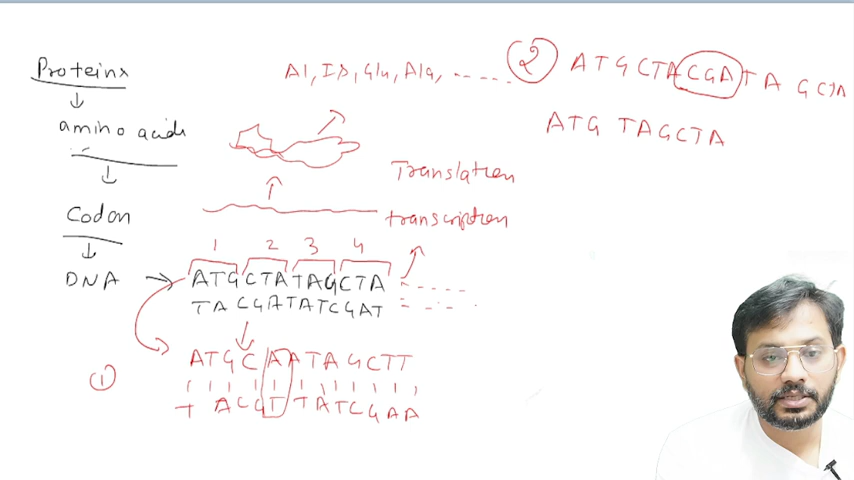 Proteins
amino acids
Codon
DNA
Al, Is, Glu, Ala, ------
Translation
transcription
1 2 3 4
ATGCTATAGCTA
TACGATATCGAT
1
ATGCAATAGCTT
TACGTTATCGAA
2
ATGCTACGATAGCTA
ATG TAGCTA